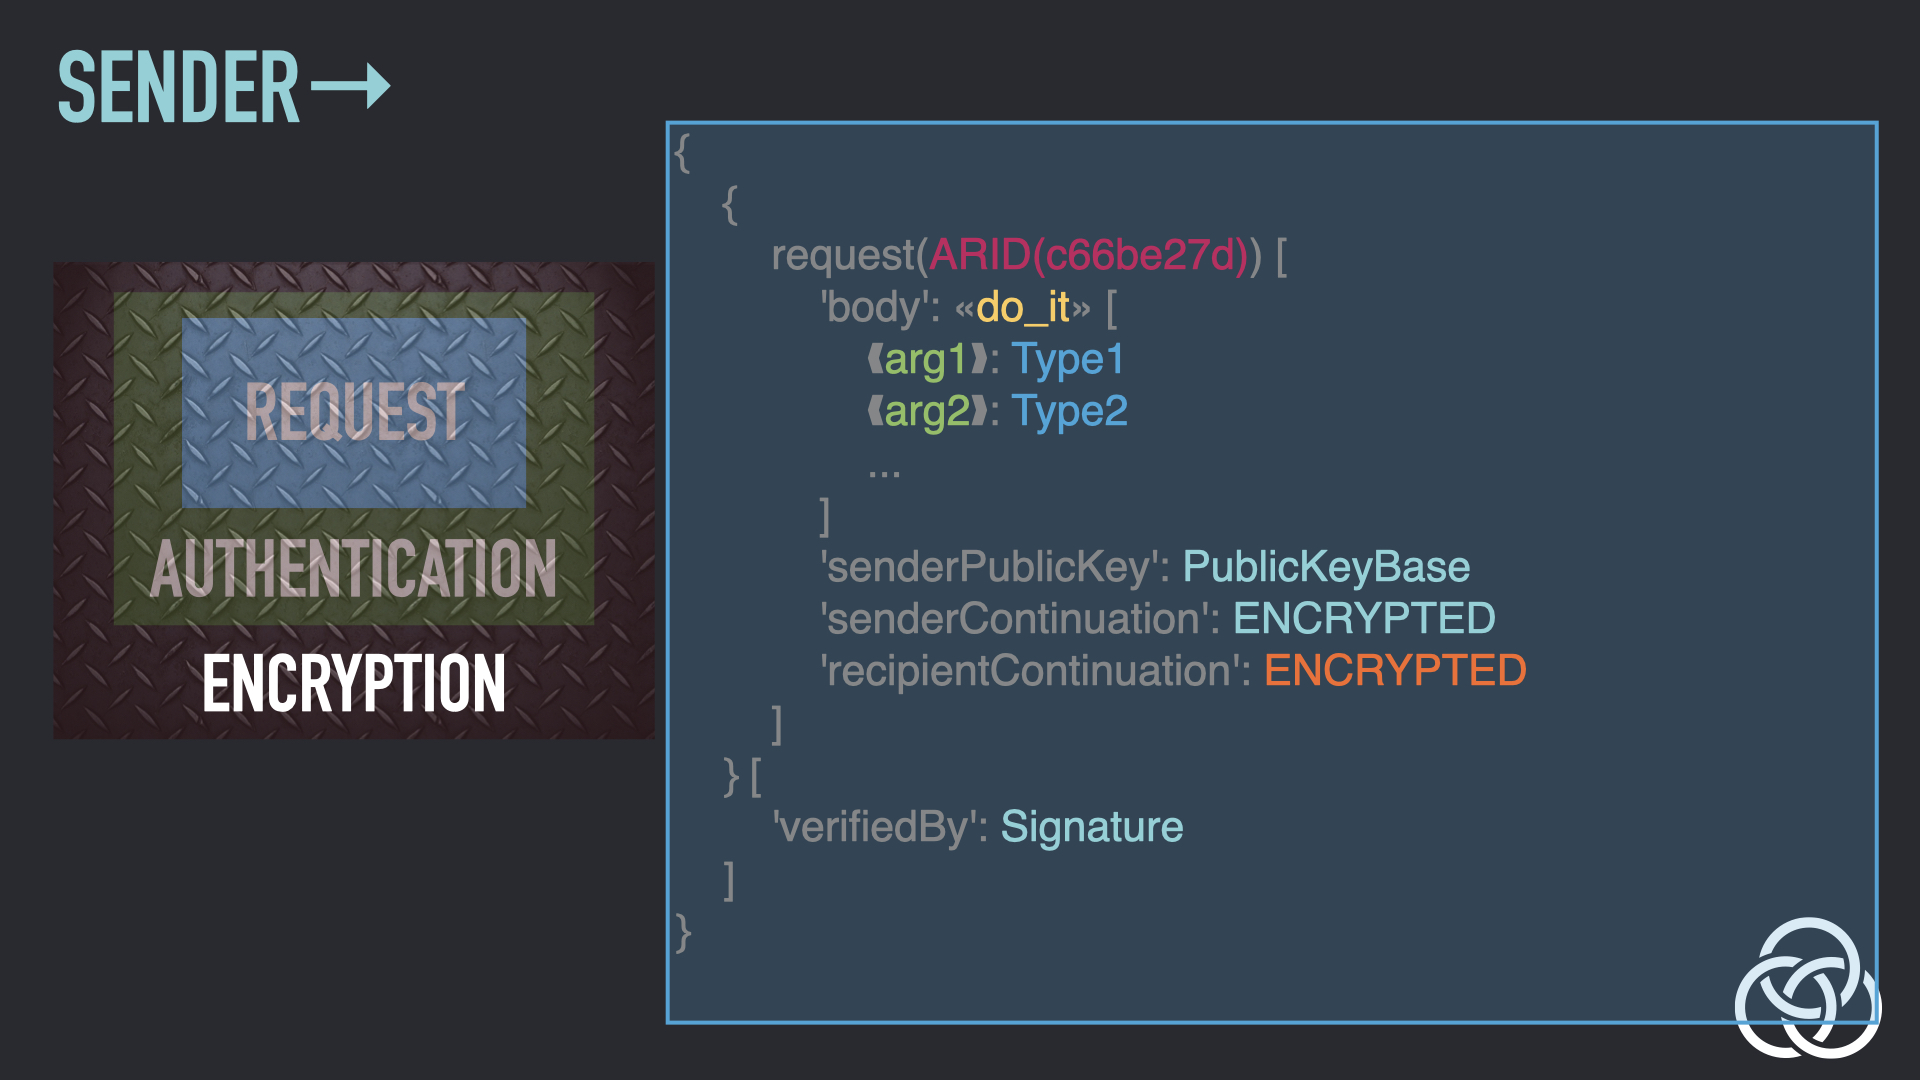 SENDER→
REQUEST
AUTHENTICATION
ENCRYPTION
{
{
request(ARID(c66be27d)) [
'body': «do_it» [
❰arg1❱: Type1
❰arg2❱: Type2
...
]
'senderPublicKey': PublicKeyBase
'senderContinuation': ENCRYPTED
'recipientContinuation': ENCRYPTED
]
} [
'verifiedBy': Signature
]
}